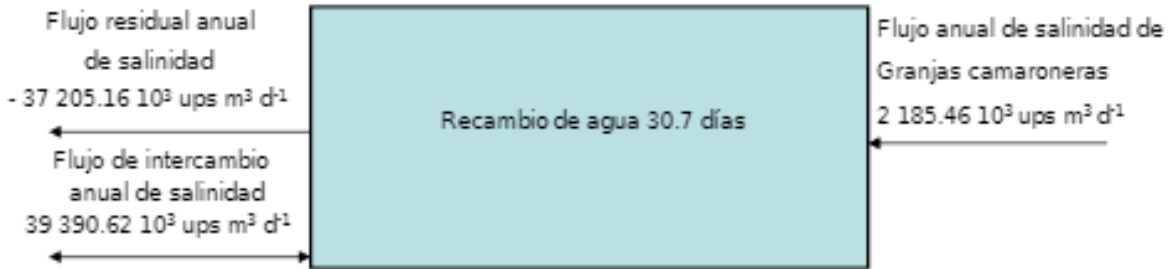 Flujo residual anual
de salinidad
- 37 205.16 10³ ups m³ d⁻¹
Flujo de intercambio
anual de salinidad
39 390.62 10³ ups m³ d⁻¹
Recambio de agua 30.7 días
Flujo anual de salinidad de
Granjas camaroneras
2 185.46 10³ ups m³ d⁻¹